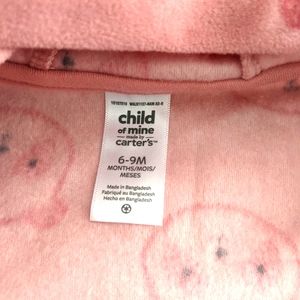 child
of mine
made by
carter's™
6-9M
MONTHS/MOIS/
MESES
Made in Bangladesh
Fabriqué au Bangladesh
Hecho en Bangladesh